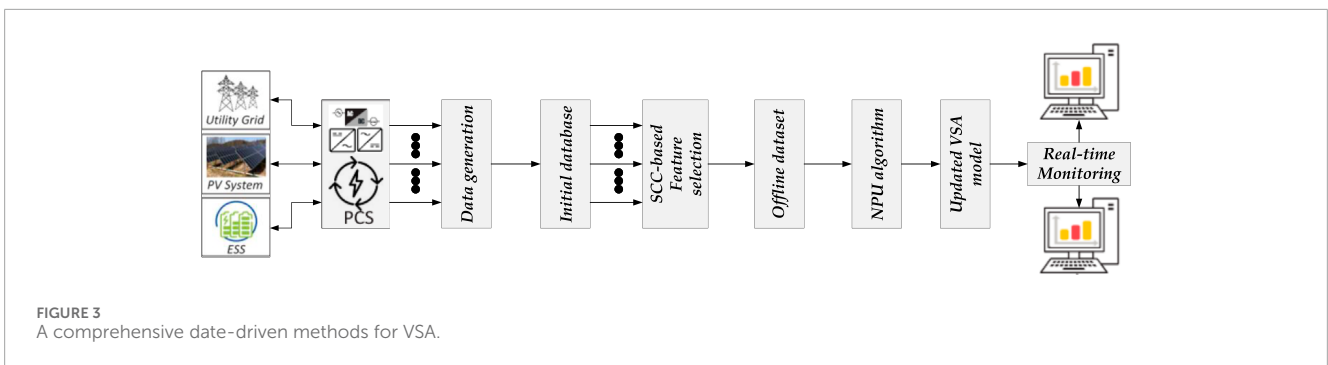 Utility Grid
PV System
ESS
PCS
Data generation
Initial database
SCC-based
Feature
selection
Offline dataset
NPU algorithm
Updated VSA
model
Real-time
Monitoring
FIGURE 3
A comprehensive date-driven methods for VSA.